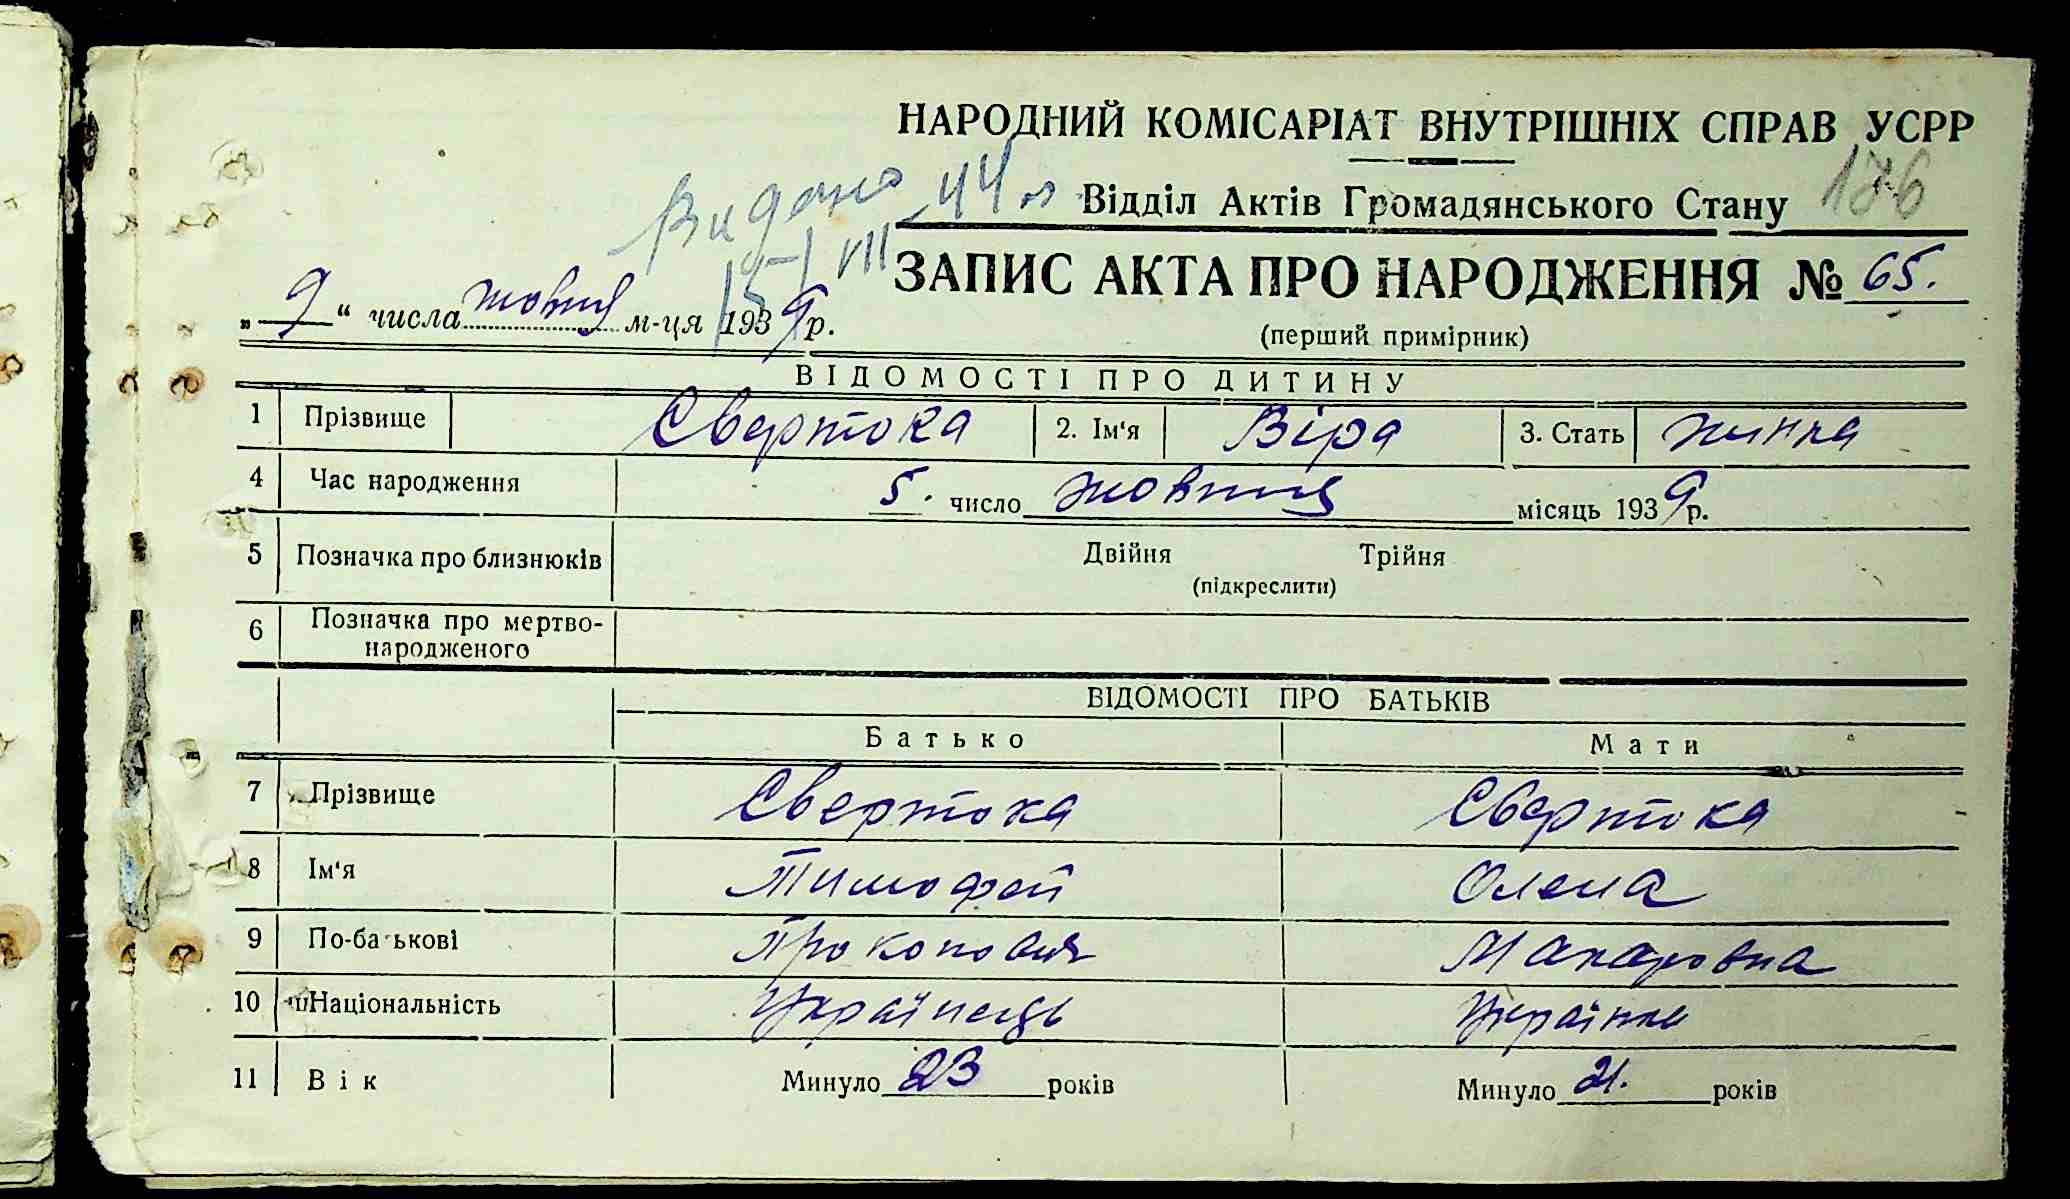 НАРОДНИЙ КОМІСАРІАТ ВНУТРІШНІХ СПРАВ УСРР
Видано 44 р Відділ Актів Громадянського Стану 176
15/VIII
ЗАПИС АКТА ПРО НАРОДЖЕННЯ № 65.
„ 9 “ числа жовтня м-ця 1939 р.
(перший примірник)
ВІДОМОСТІ ПРО ДИТИНУ
1 Прізвище Свертока 2. Ім'я Віра 3. Стать жінка
4 Час народження 5. число жовтня місяць 1939 р.
5 Позначка про близнюків Двійня Трійня
(підкреслити)
6 Позначка про мертво-
народженого
ВІДОМОСТІ ПРО БАТЬКІВ
Батько Мати
7 Прізвище Свертока Свертока
8 Ім'я Тимофей Олена
9 По-батькові Прокопович Макаровна
10 Національність Українець Українка
11 Вік Минуло 23 років Минуло 21. років